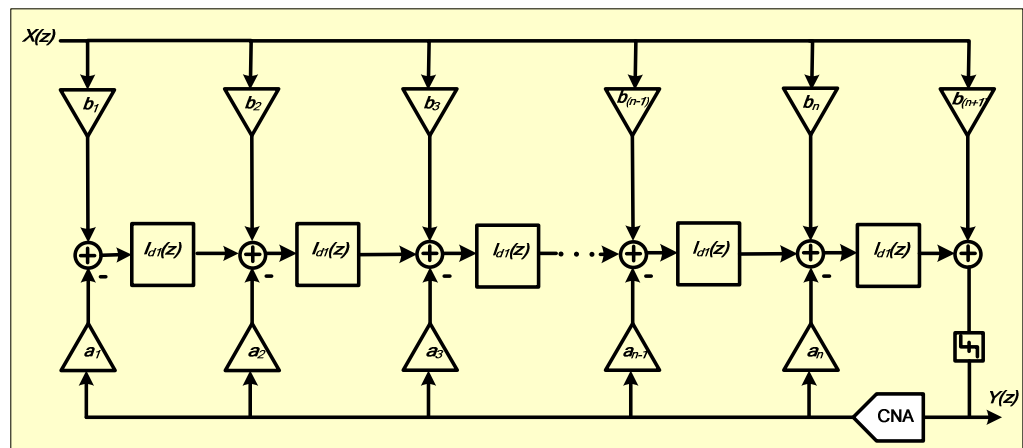 X(z)
b1 b2 b3 b(n-1) bn b(n+1)
Id1(z) Id1(z) Id1(z) . . . Id1(z) Id1(z)
- - - - -
a1 a2 a3 an-1 an
CNA Y(z)